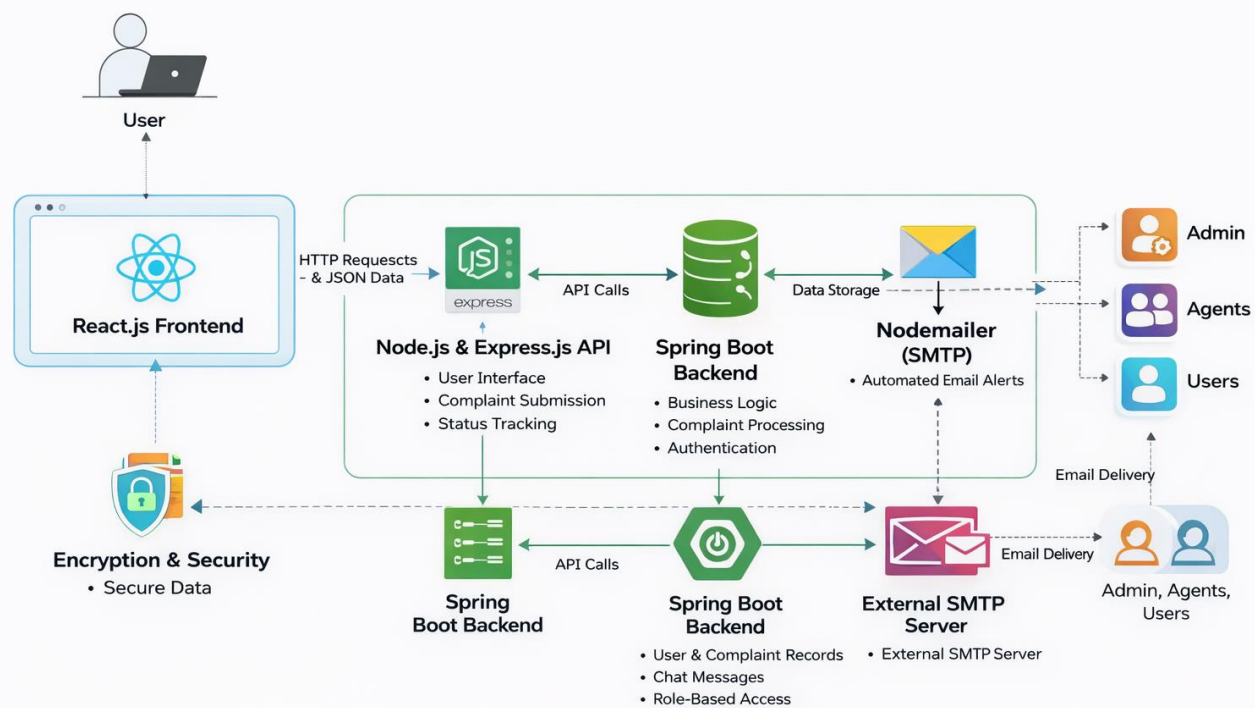 User
React.js Frontend
HTTP Requescts
- & JSON Data
JS
express
Node.js & Express.js API
• User Interface
• Complaint Submission
• Status Tracking
API Calls
Spring Boot
Backend
• Business Logic
• Complaint Processing
• Authentication
Data Storage
Nodemailer
(SMTP)
• Automated Email Alerts
Admin
Agents
Users
Email Delivery
Encryption & Security
• Secure Data
Spring
Boot Backend
API Calls
Spring Boot
Backend
• User & Complaint Records
• Chat Messages
• Role-Based Access
External SMTP
Server
• External SMTP Server
Email Delivery
Admin, Agents,
Users